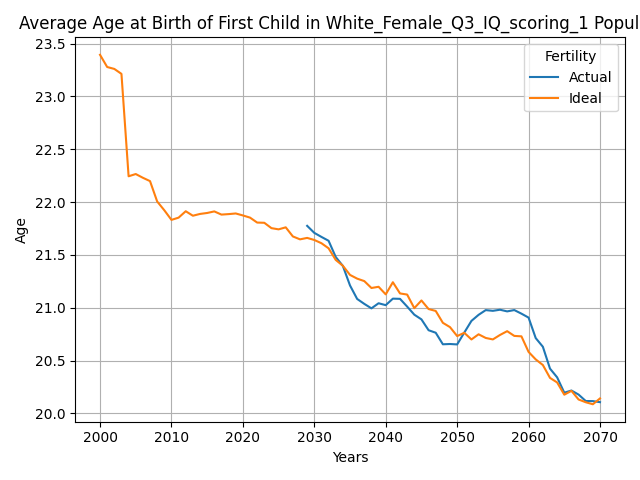 Average Age at Birth of First Child in White_Female_Q3_IQ_scoring_1 Popul
23.5
23.0
22.5
22.0
21.5
21.0
20.5
20.0
Age
Fertility
Actual
Ideal
2000 2010 2020 2030 2040 2050 2060 2070
Years